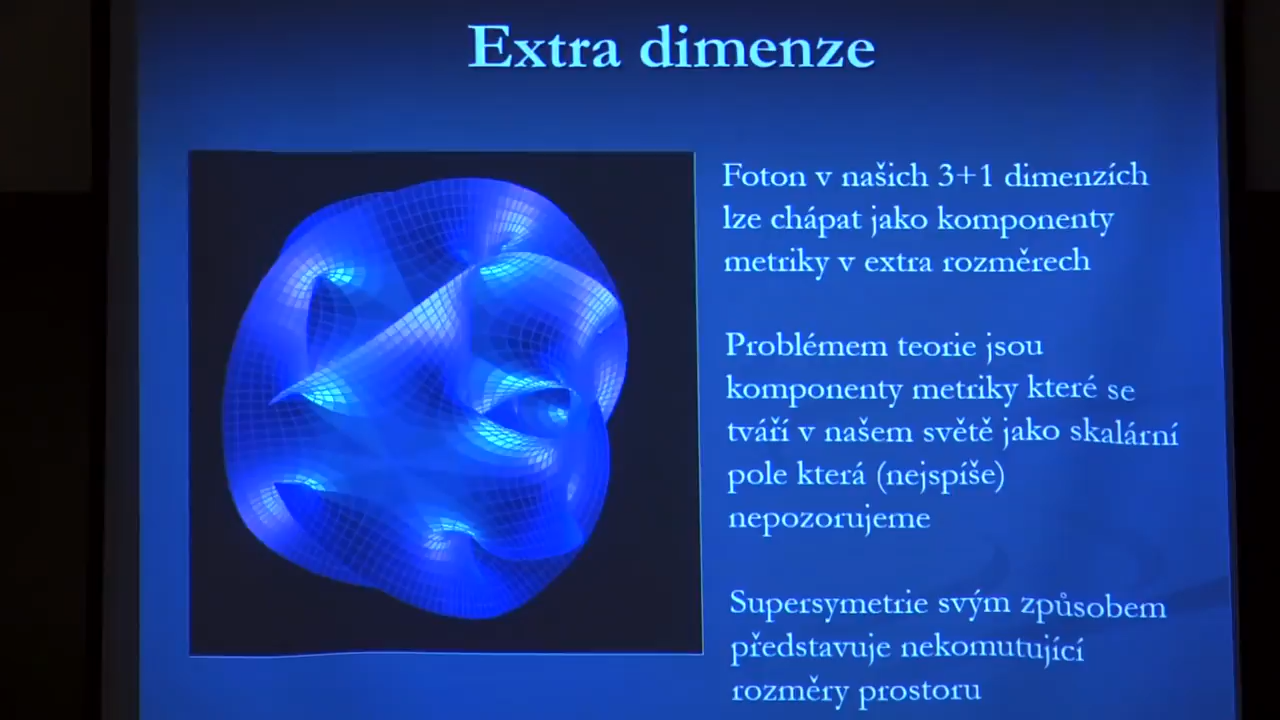 Extra dimenze
Foton v našich 3+1 dimenzích
lze chápat jako komponenty
metriky v extra rozměrech
Problémem teorie jsou
komponenty metriky které se
tváří v našem světě jako skalární
pole která (nejspíše)
nepozorujeme
Supersymetrie svým způsobem
představuje nekomutující
rozměry prostoru